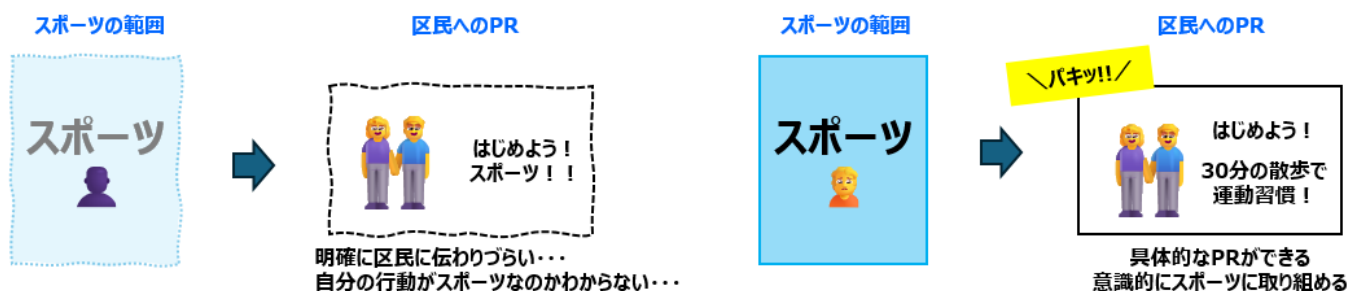 スポーツの範囲
区民へのPR
スポーツ
はじめよう！
スポーツ！！
明確に区民に伝わりづらい･･･
自分の行動がスポーツなのかわからない･･･
スポーツの範囲
区民へのPR
スポーツ
＼パキッ!!／
はじめよう！
30分の散歩で
運動習慣！
具体的なPRができる
意識的にスポーツに取り組める